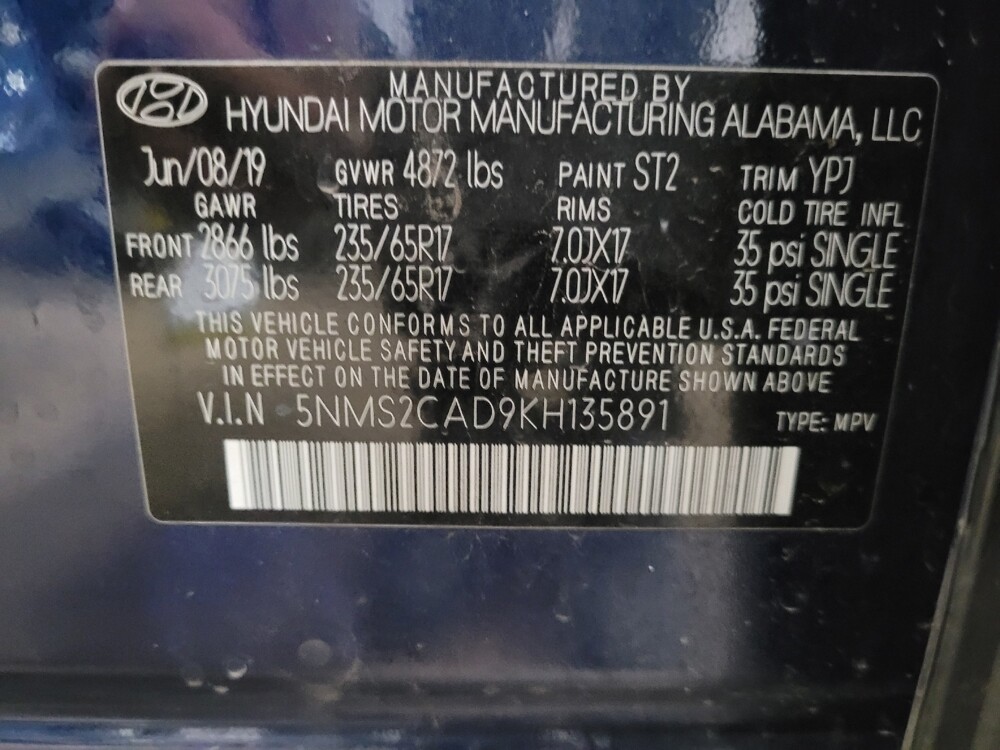 MANUFACTURED BY
HYUNDAI MOTOR MANUFACTURING ALABAMA, LLC
Jun/08/19 GVWR 4872 lbs PAINT ST2 TRIM YPJ
GAWR TIRES RIMS COLD TIRE INFL
FRONT 2866 lbs 235/65R17 7.0JX17 35 psi SINGLE
REAR 3075 lbs 235/65R17 7.0JX17 35 psi SINGLE
THIS VEHICLE CONFORMS TO ALL APPLICABLE U.S.A. FEDERAL
MOTOR VEHICLE SAFETY AND THEFT PREVENTION STANDARDS
IN EFFECT ON THE DATE OF MANUFACTURE SHOWN ABOVE
V.I.N 5NMS2CAD9KH135891 TYPE: MPV